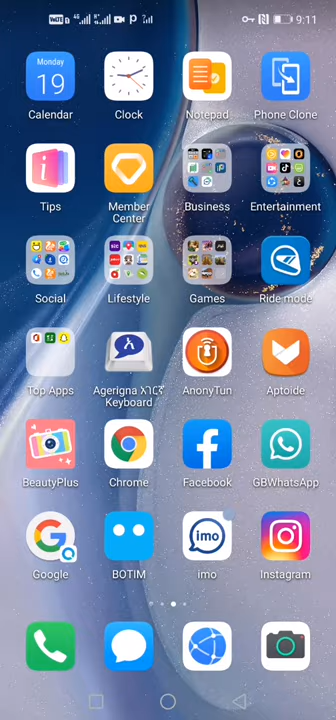 9:11
Monday
19
Calendar
Clock
Notepad
Phone Clone
Tips
Member
Center
Business
Entertainment
Social
Lifestyle
Games
Ride mode
Top Apps
Agerigna አገርኛ
Keyboard
AnonyTun
Aptoide
BeautyPlus
Chrome
Facebook
GBWhatsApp
imo
Google
BOTIM
imo
Instagram